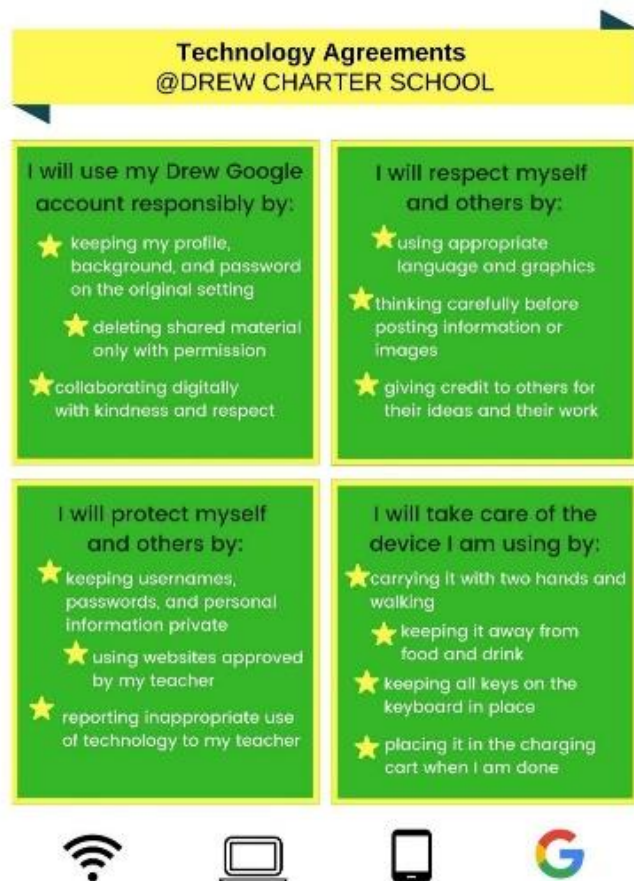 Technology Agreements
@DREW CHARTER SCHOOL
I will use my Drew Google
account responsibly by:
keeping my profile,
background, and password
on the original setting
deleting shared material
only with permission
collaborating digitally
with kindness and respect
I will respect myself
and others by:
using appropriate
language and graphics
thinking carefully before
posting information or
images
giving credit to others for
their ideas and their work
I will protect myself
and others by:
keeping usernames,
passwords, and personal
information private
using websites approved
by my teacher
reporting inappropriate use
of technology to my teacher
I will take care of the
device I am using by:
carrying it with two hands and
walking
keeping it away from
food and drink
keeping all keys on the
keyboard in place
placing it in the charging
cart when I am done